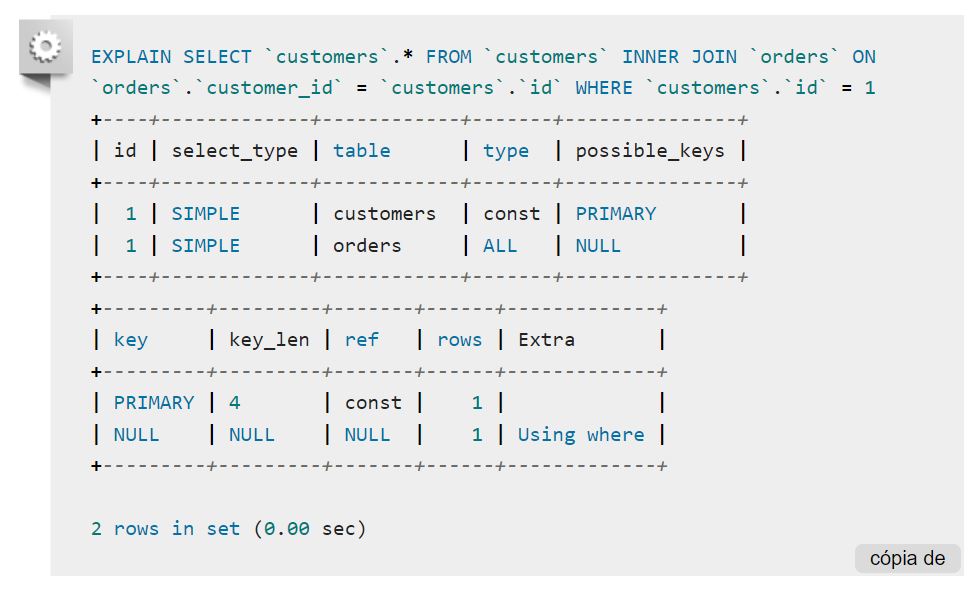 EXPLAIN SELECT `customers`.* FROM `customers` INNER JOIN `orders` ON
`orders`.`customer_id` = `customers`.`id` WHERE `customers`.`id` = 1
+----+-------------+------------+-------+---------------+
| id | select_type | table      | type  | possible_keys |
+----+-------------+------------+-------+---------------+
|  1 | SIMPLE      | customers  | const | PRIMARY       |
|  1 | SIMPLE      | orders     | ALL   | NULL          |
+----+-------------+------------+-------+---------------+
+---------+---------+-------+------+-------------+
| key     | key_len | ref   | rows | Extra       |
+---------+---------+-------+------+-------------+
| PRIMARY | 4       | const |    1 |             |
| NULL    | NULL    | NULL  |    1 | Using where |
+---------+---------+-------+------+-------------+
2 rows in set (0.00 sec)
cópia de